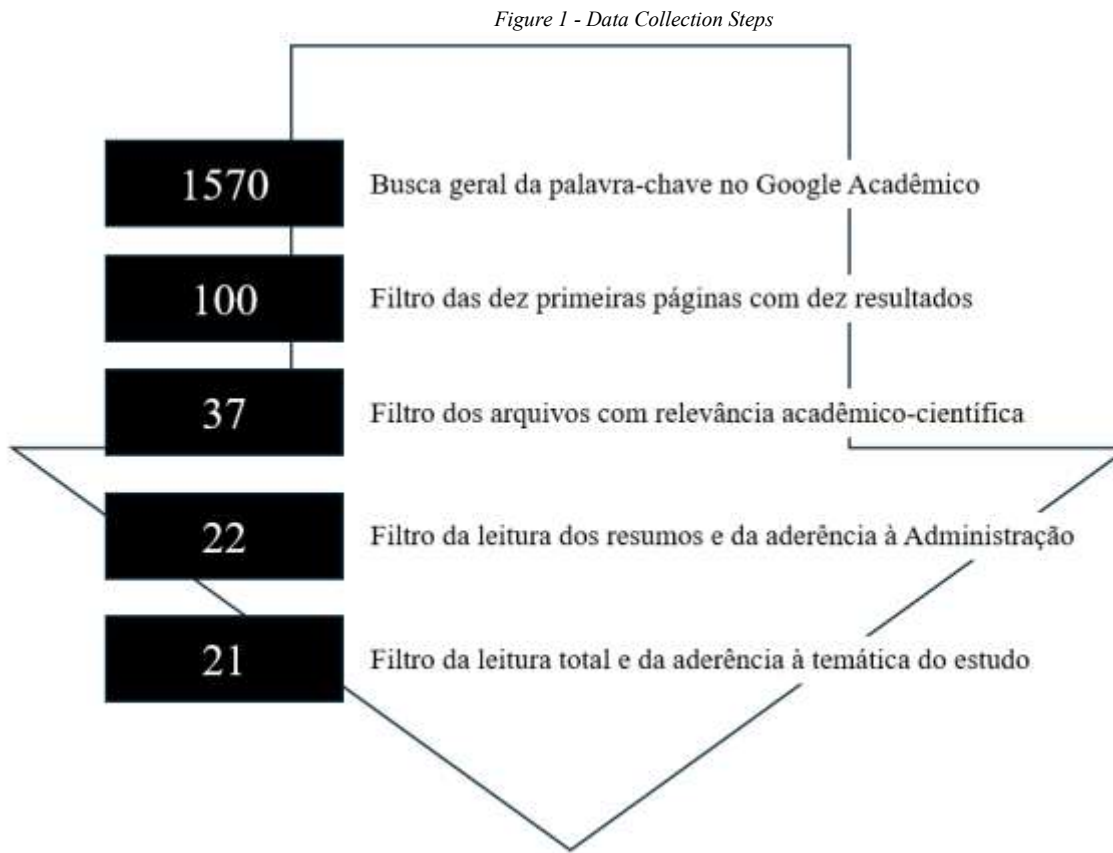 Figure 1 - Data Collection Steps
1570
Busca geral da palavra-chave no Google Acadêmico
100
Filtro das dez primeiras páginas com dez resultados
37
Filtro dos arquivos com relevância acadêmico-científica
22
Filtro da leitura dos resumos e da aderência à Administração
21
Filtro da leitura total e da aderência à temática do estudo